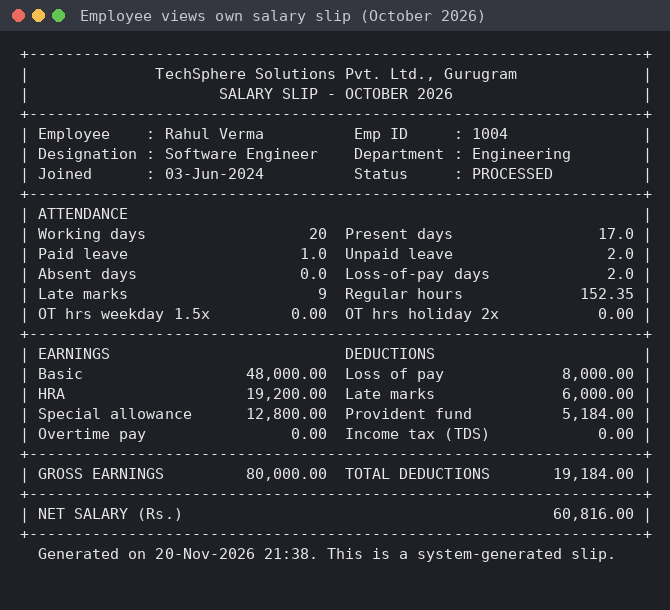 Employee views own salary slip (October 2026)
+--------------------------------------------------------------------+
| TechSphere Solutions Pvt. Ltd., Gurugram |
| SALARY SLIP - OCTOBER 2026 |
+--------------------------------------------------------------------+
| Employee : Rahul Verma Emp ID : 1004 |
| Designation : Software Engineer Department : Engineering |
| Joined : 03-Jun-2024 Status : PROCESSED |
+--------------------------------------------------------------------+
| ATTENDANCE |
| Working days 20 Present days 17.0 |
| Paid leave 1.0 Unpaid leave 2.0 |
| Absent days 0.0 Loss-of-pay days 2.0 |
| Late marks 9 Regular hours 152.35 |
| OT hrs weekday 1.5x 0.00 OT hrs holiday 2x 0.00 |
+--------------------------------------------------------------------+
| EARNINGS DEDUCTIONS |
| Basic 48,000.00 Loss of pay 8,000.00 |
| HRA 19,200.00 Late marks 6,000.00 |
| Special allowance 12,800.00 Provident fund 5,184.00 |
| Overtime pay 0.00 Income tax (TDS) 0.00 |
+--------------------------------------------------------------------+
| GROSS EARNINGS 80,000.00 TOTAL DEDUCTIONS 19,184.00 |
+--------------------------------------------------------------------+
| NET SALARY (Rs.) 60,816.00 |
+--------------------------------------------------------------------+
Generated on 20-Nov-2026 21:38. This is a system-generated slip.